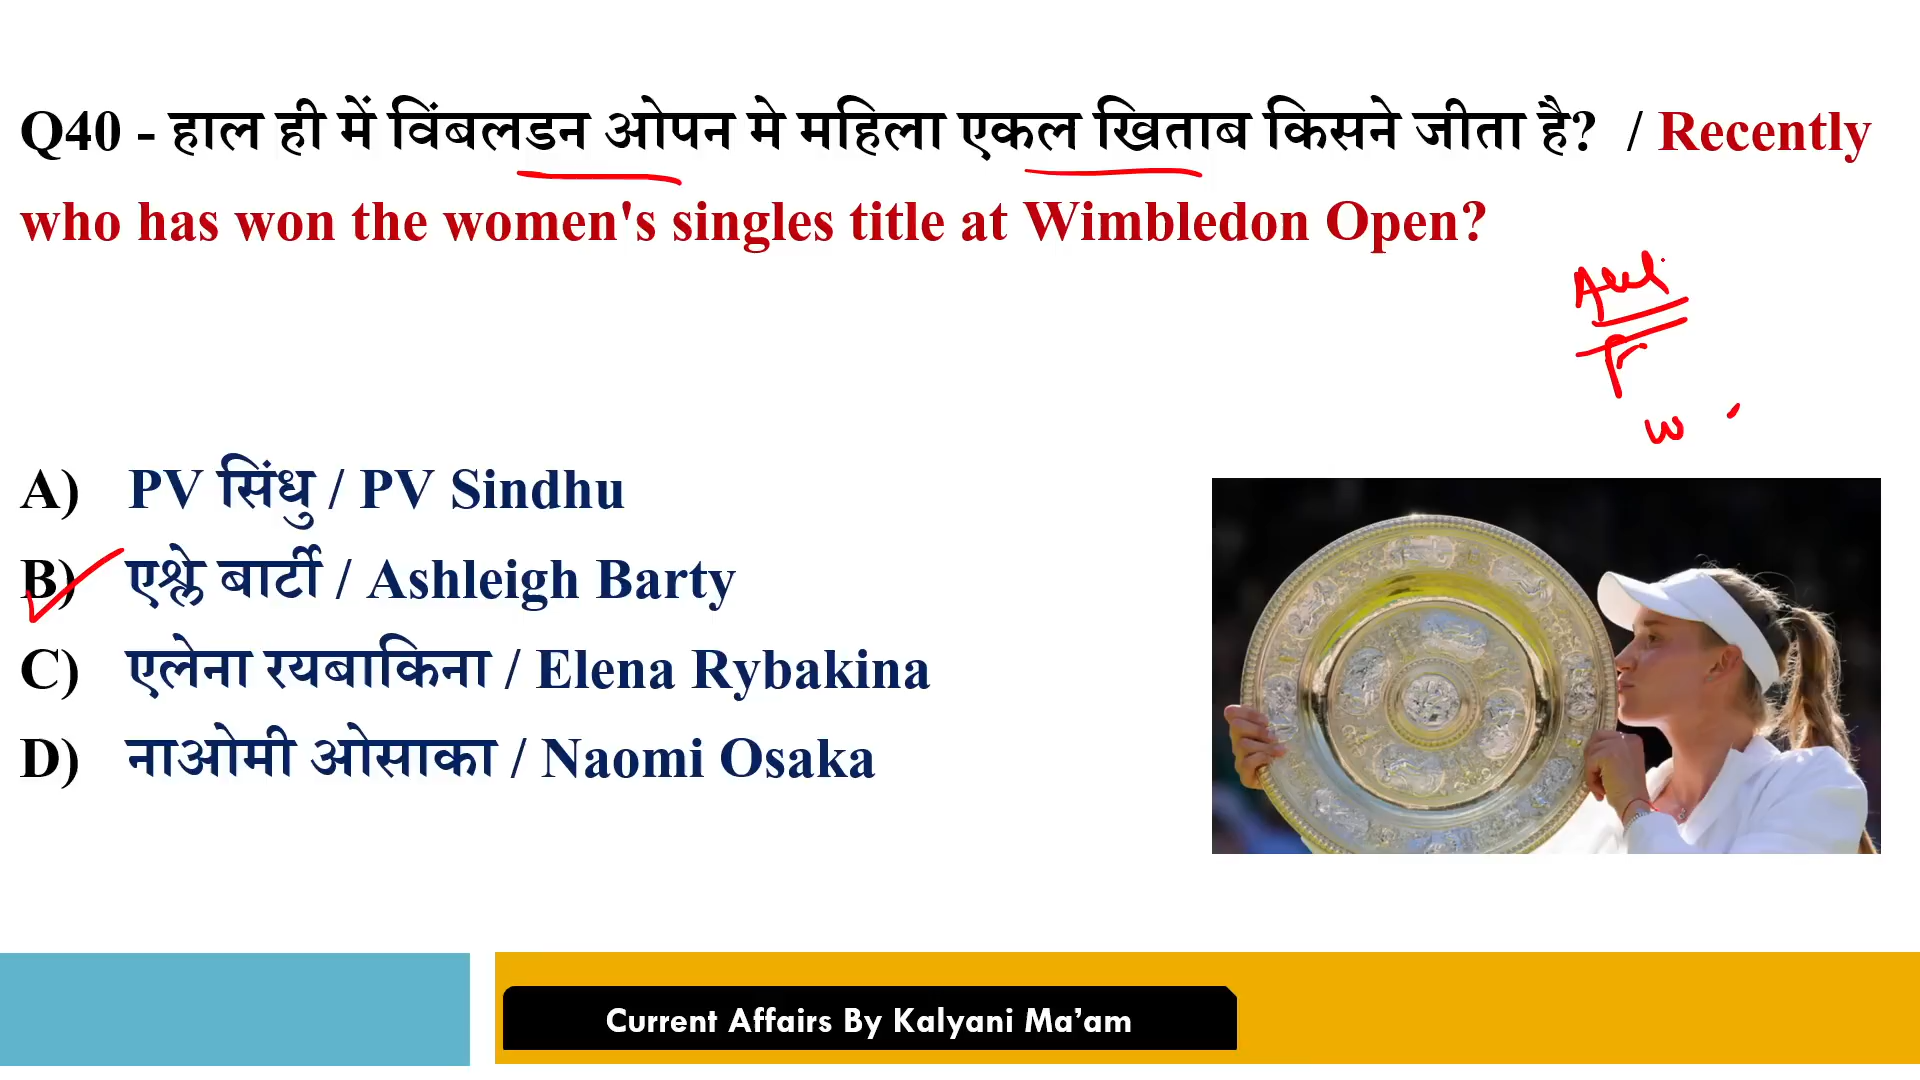 Q40 - हाल ही में विंबलडन ओपन मे महिला एकल खिताब किसने जीता है? / Recently
who has won the women's singles title at Wimbledon Open?
A) PV सिंधु / PV Sindhu
B) एश्ले बार्टी / Ashleigh Barty
C) एलेना रयबाकिना / Elena Rybakina
D) नाओमी ओसाका / Naomi Osaka
Current Affairs By Kalyani Ma’am